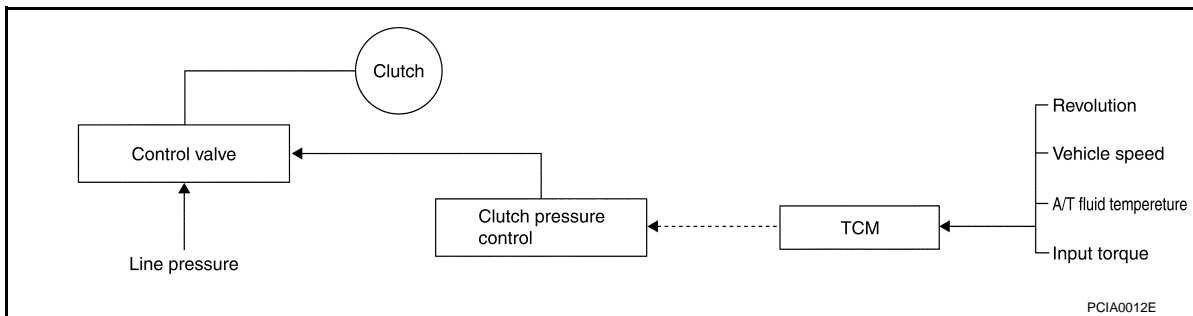 Clutch
Control valve
Line pressure
Clutch pressure
control
TCM
Revolution
Vehicle speed
A/T fluid tempereture
Input torque
PCIA0012E